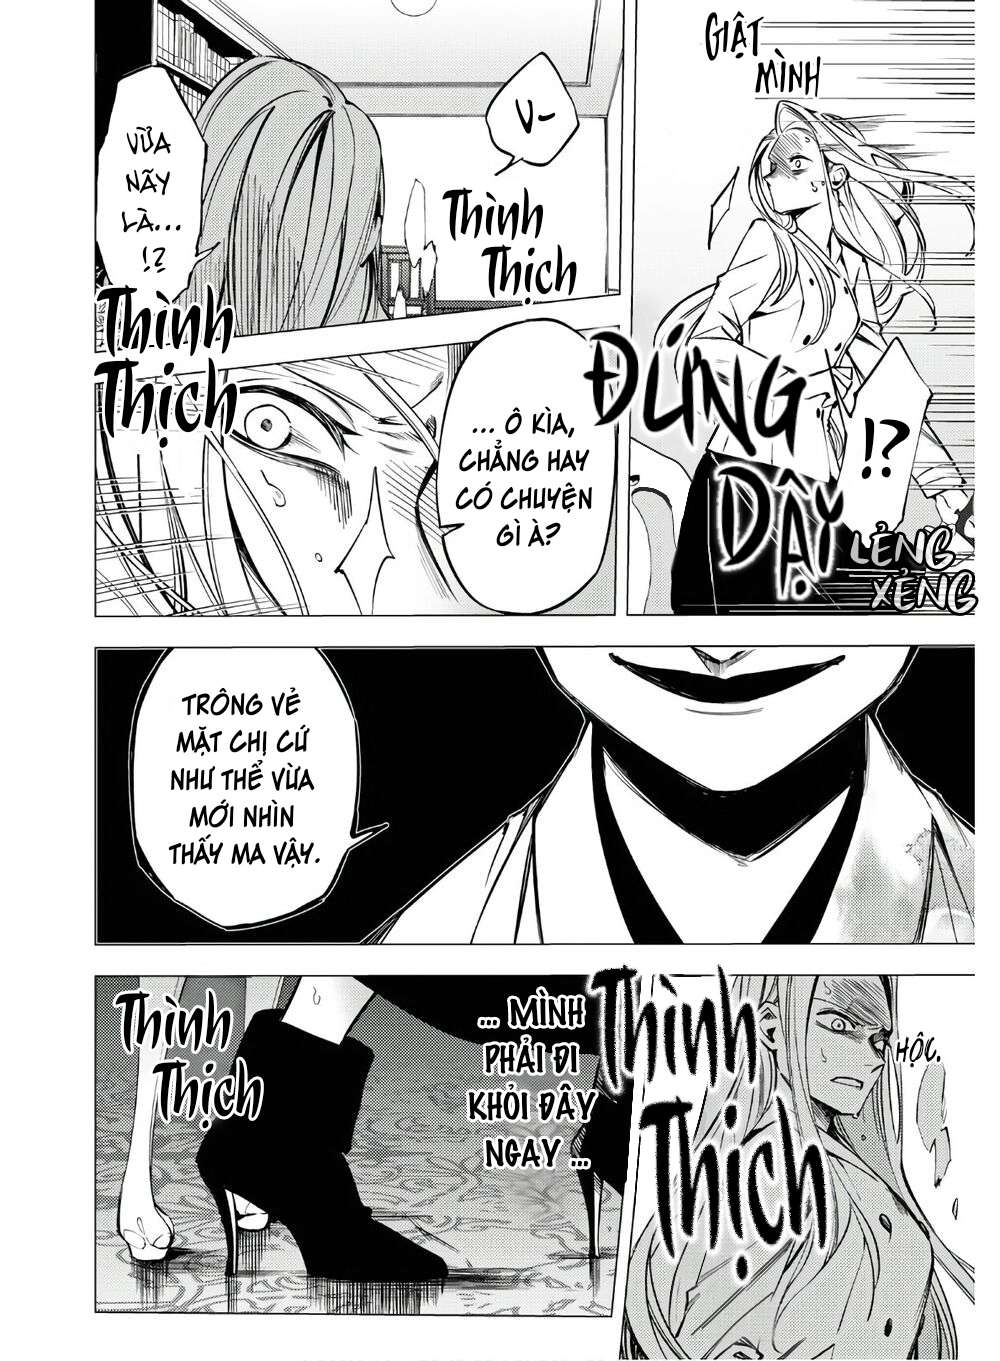 GIẬT
MÌNH
!?
ĐỨNG
DẬY
LẺNG
XẺNG
V-
VỪA
NÃY
LÀ...
!?
Thình
Thịch
Thình
Thịch
... Ô KÌA,
CHẲNG HAY
CÓ CHUYỆN
GÌ À?
TRÔNG VẺ
MẶT CHỊ CỨ
NHƯ THỂ VỪA
MỚI NHÌN
THẤY MA VẬY.
HỘC.
Thình
Thịch
... MÌNH
PHẢI ĐI
KHỎI ĐÂY
NGAY ...
Thình
Thịch